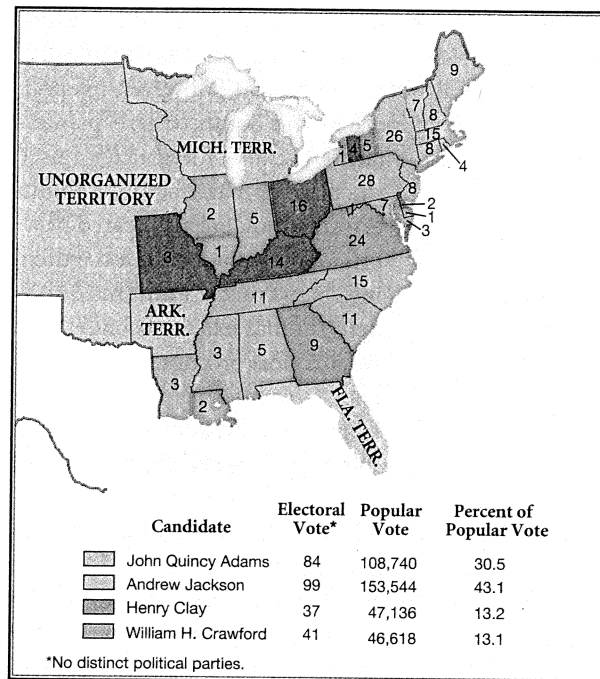 9
7
8
15
26
1
4
5
8
4
MICH. TERR.
28
8
UNORGANIZED
TERRITORY
16
2
5
1
7
2
1
3
24
1
3
14
15
11
ARK.
TERR.
11
3
5
9
3
2
FLA. TERR.
Candidate Electoral Vote* Popular Vote Percent of Popular Vote
John Quincy Adams 84 108,740 30.5
Andrew Jackson 99 153,544 43.1
Henry Clay 37 47,136 13.2
William H. Crawford 41 46,618 13.1
*No distinct political parties.